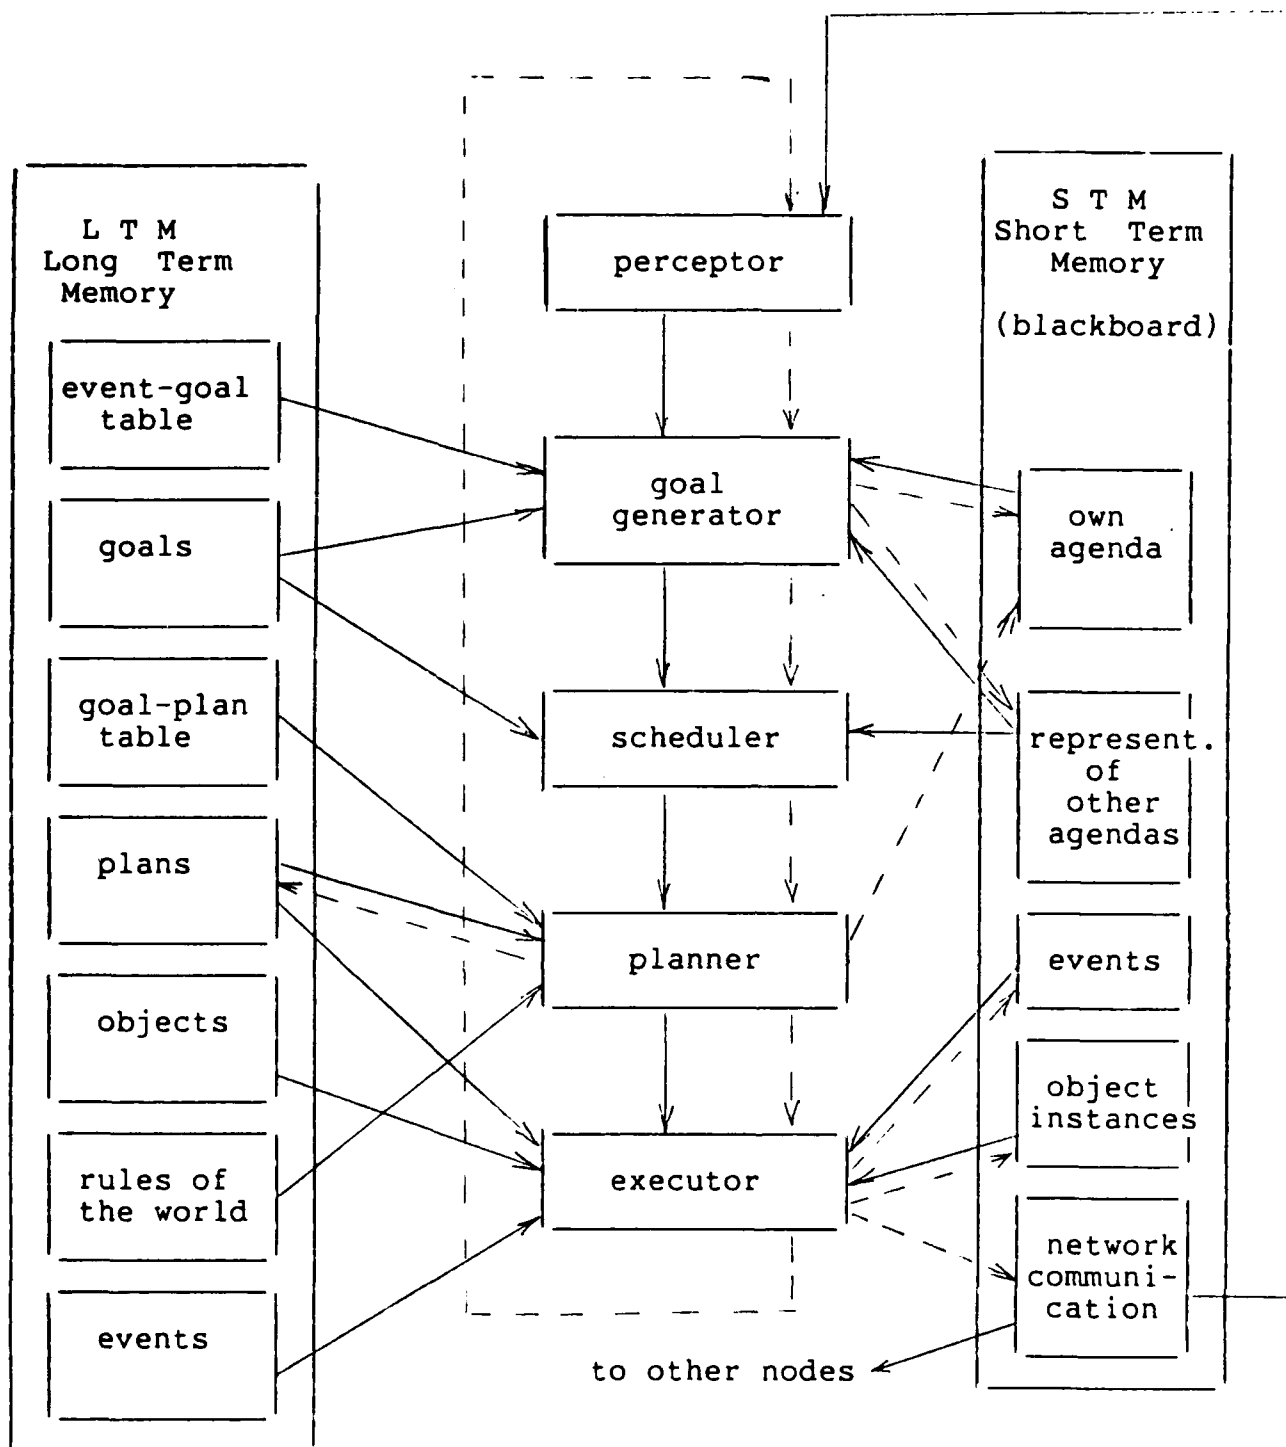 L T M
Long Term
Memory
event-goal
table
goals
goal-plan
table
plans
objects
rules of
the world
events
perceptor
goal
generator
scheduler
planner
executor
to other nodes
S T M
Short Term
Memory
(blackboard)
own
agenda
represent.
of
other
agendas
events
object
instances
network
communi-
cation